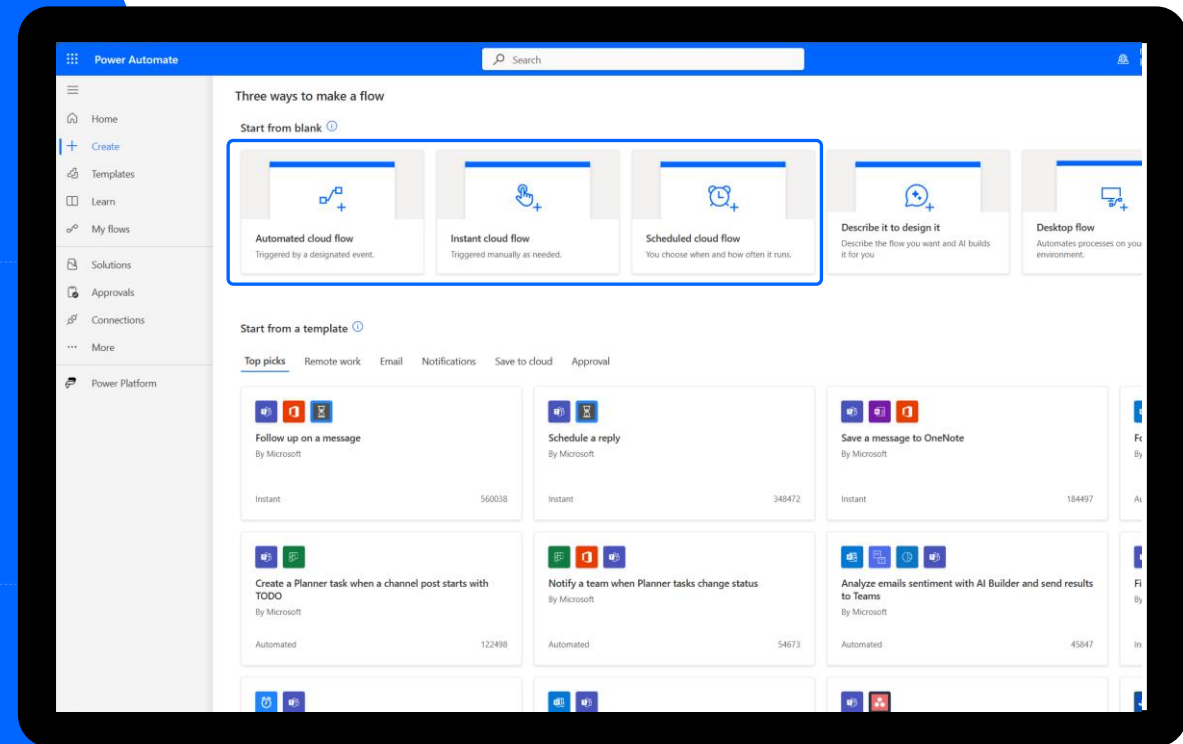 Power Automate
Search
Home
Create
Templates
Learn
My flows
Solutions
Approvals
Connections
More
Power Platform
Three ways to make a flow
Start from blank
Automated cloud flow
Triggered by a designated event.
Instant cloud flow
Triggered manually as needed.
Scheduled cloud flow
You choose when and how often it runs.
Describe it to design it
Describe the flow you want and AI builds
it for you
Desktop flow
Automates processes on you
environment.
Start from a template
Top picks Remote work Email Notifications Save to cloud Approval
Follow up on a message
By Microsoft
Instant 560038
Schedule a reply
By Microsoft
Instant 348472
Save a message to OneNote
By Microsoft
Instant 184497
Create a Planner task when a channel post starts with
TODO
By Microsoft
Automated 122498
Notify a team when Planner tasks change status
By Microsoft
Automated 54673
Analyze emails sentiment with AI Builder and send results
to Teams
By Microsoft
Automated 45847